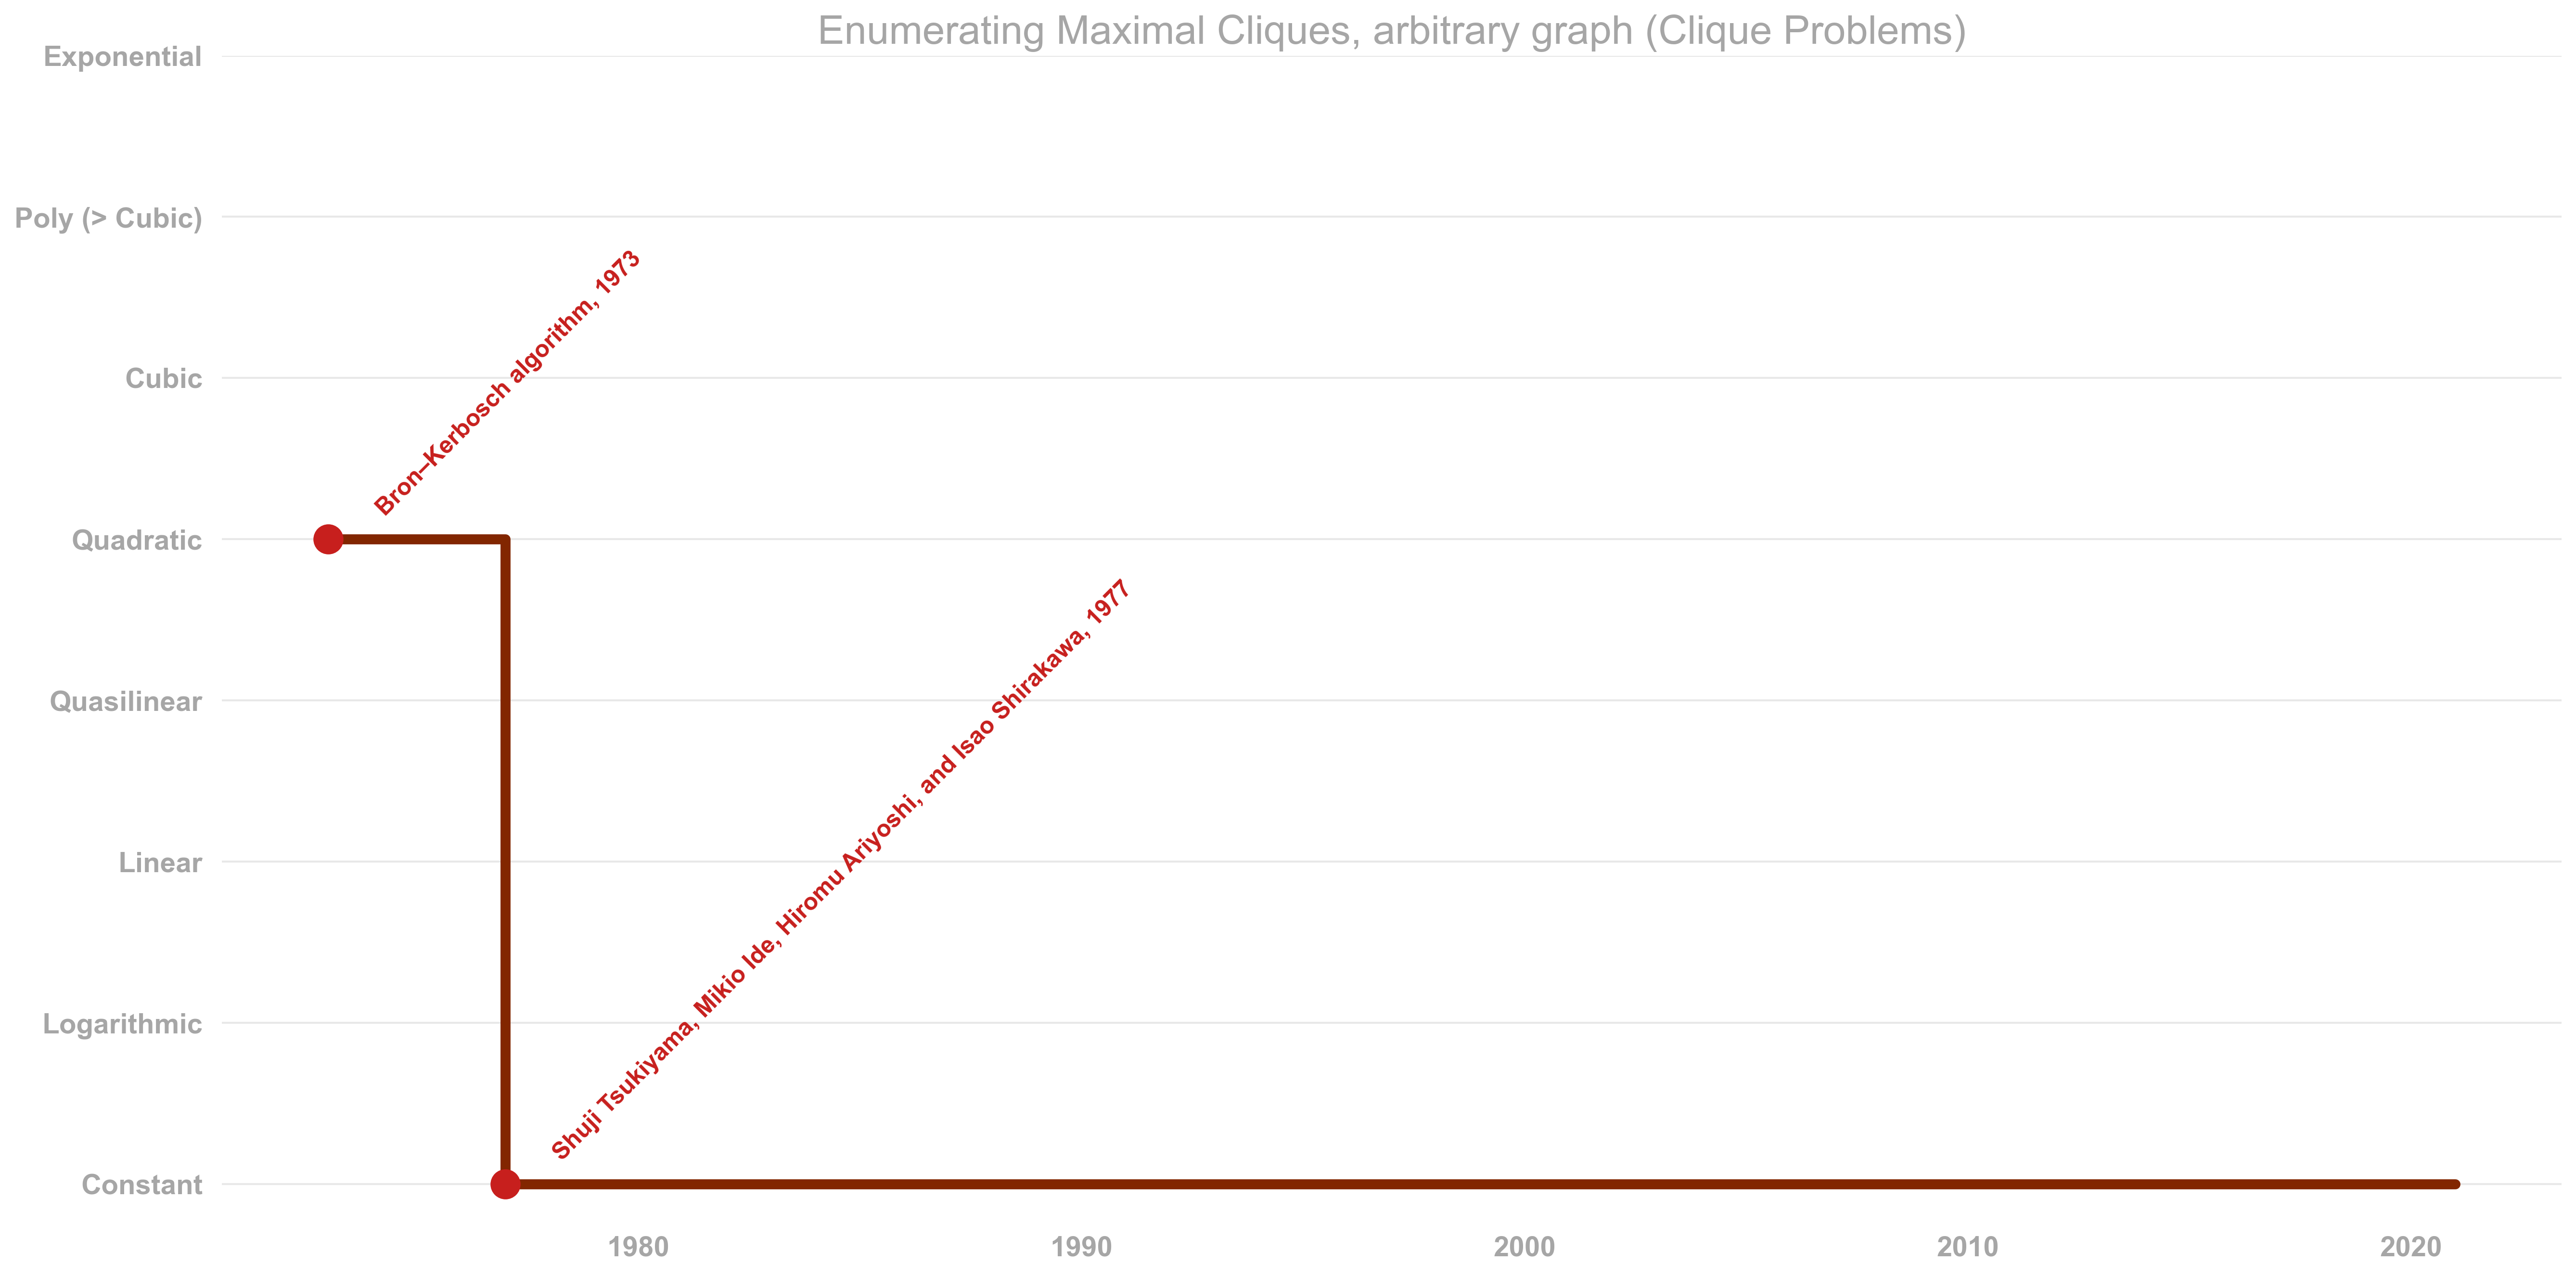 Enumerating Maximal Cliques, arbitrary graph (Clique Problems)
Exponential
Poly (> Cubic)
Cubic
Quadratic
Quasilinear
Linear
Logarithmic
Constant
Bron–Kerbosch algorithm, 1973
Shuji Tsukiyama, Mikio Ide, Hiromu Ariyoshi, and Isao Shirakawa, 1977
1980
1990
2000
2010
2020